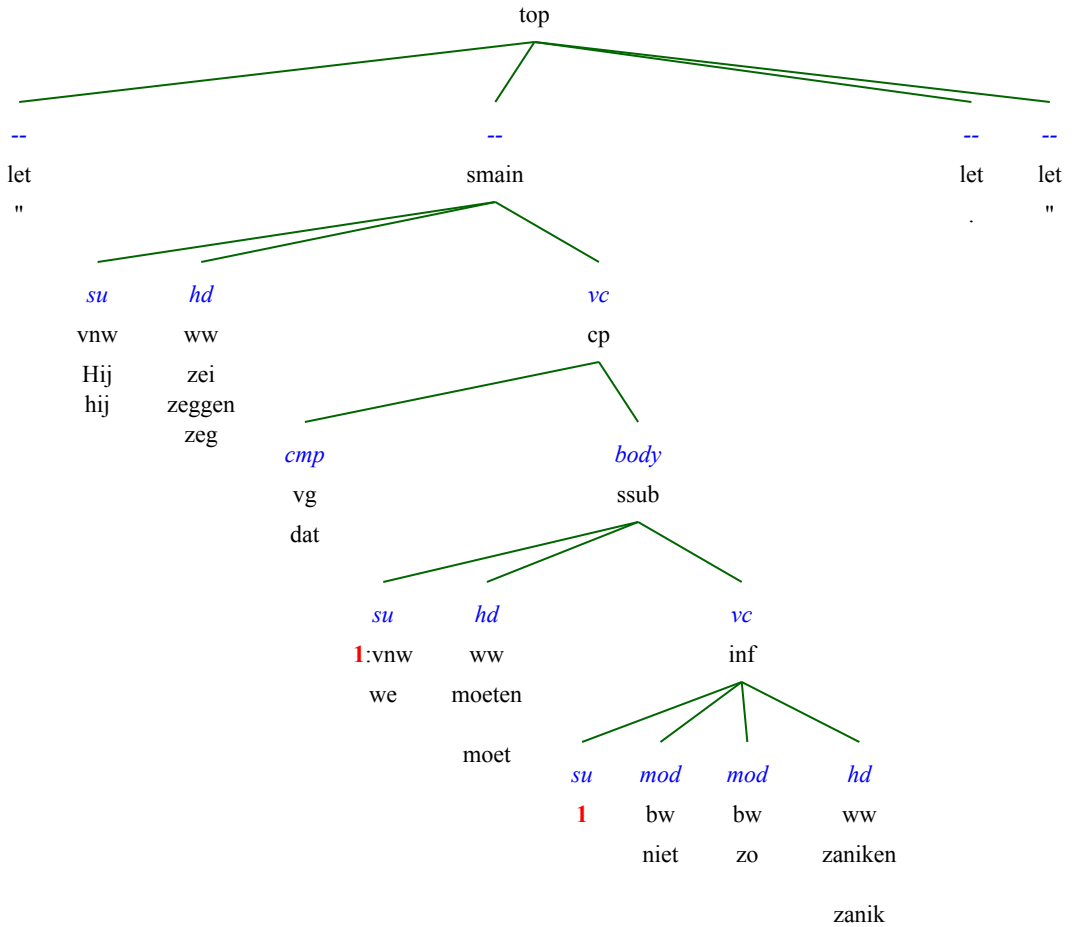 top
-- -- -- --
let smain let let
" . "
su hd vc
vnw ww cp
Hij zei
hij zeggen
zeg
cmp body
vg ssub
dat
su hd vc
1:vnw ww inf
we moeten
moet
su mod mod hd
1 bw bw ww
niet zo zaniken
zanik